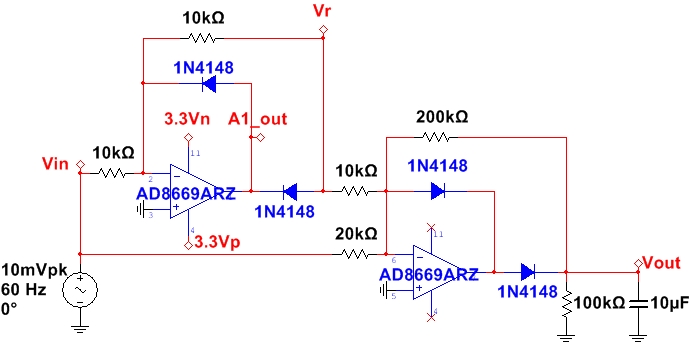 Vr
10kΩ
1N4148
3.3Vn
A1_out
11
Vin
10kΩ
2
AD8669ARZ
3
4
1N4148
3.3Vp
10kΩ
200kΩ
1N4148
20kΩ
11
6
AD8669ARZ
5
4
1N4148
Vout
10mVpk
60 Hz
0°
100kΩ
10µF